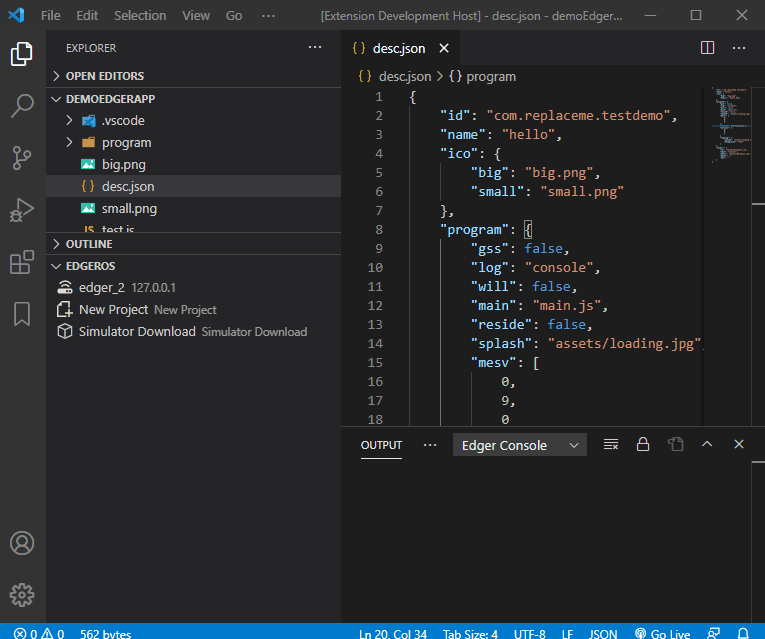 File Edit Selection View Go ··· [Extension Development Host] - desc.json - demoEdger...
EXPLORER ···
OPEN EDITORS
DEMOEDGERAPP
.vscode
program
big.png
{ } desc.json
small.png
JS test.js
OUTLINE
EDGEROS
edger_2 127.0.0.1
New Project New Project
Simulator Download Simulator Download
{ } desc.json
{ } desc.json > { } program
1 {
2 "id": "com.replaceme.testdemo",
3 "name": "hello",
4 "ico": {
5 "big": "big.png",
6 "small": "small.png"
7 },
8 "program": {
9 "gss": false,
10 "log": "console",
11 "will": false,
12 "main": "main.js",
13 "reside": false,
14 "splash": "assets/loading.jpg"
15 "mesv": [
16 0,
17 9,
18 0
OUTPUT ··· Edger Console
0 0 562 bytes Ln 20, Col 34 Tab Size: 4 UTF-8 LF JSON Go Live